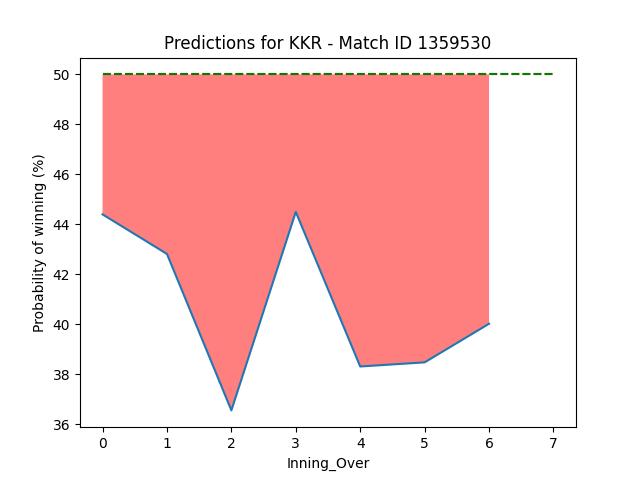 Predictions for KKR - Match ID 1359530
Probability of winning (%)
50
48
46
44
42
40
38
36
0 1 2 3 4 5 6 7
Inning_Over